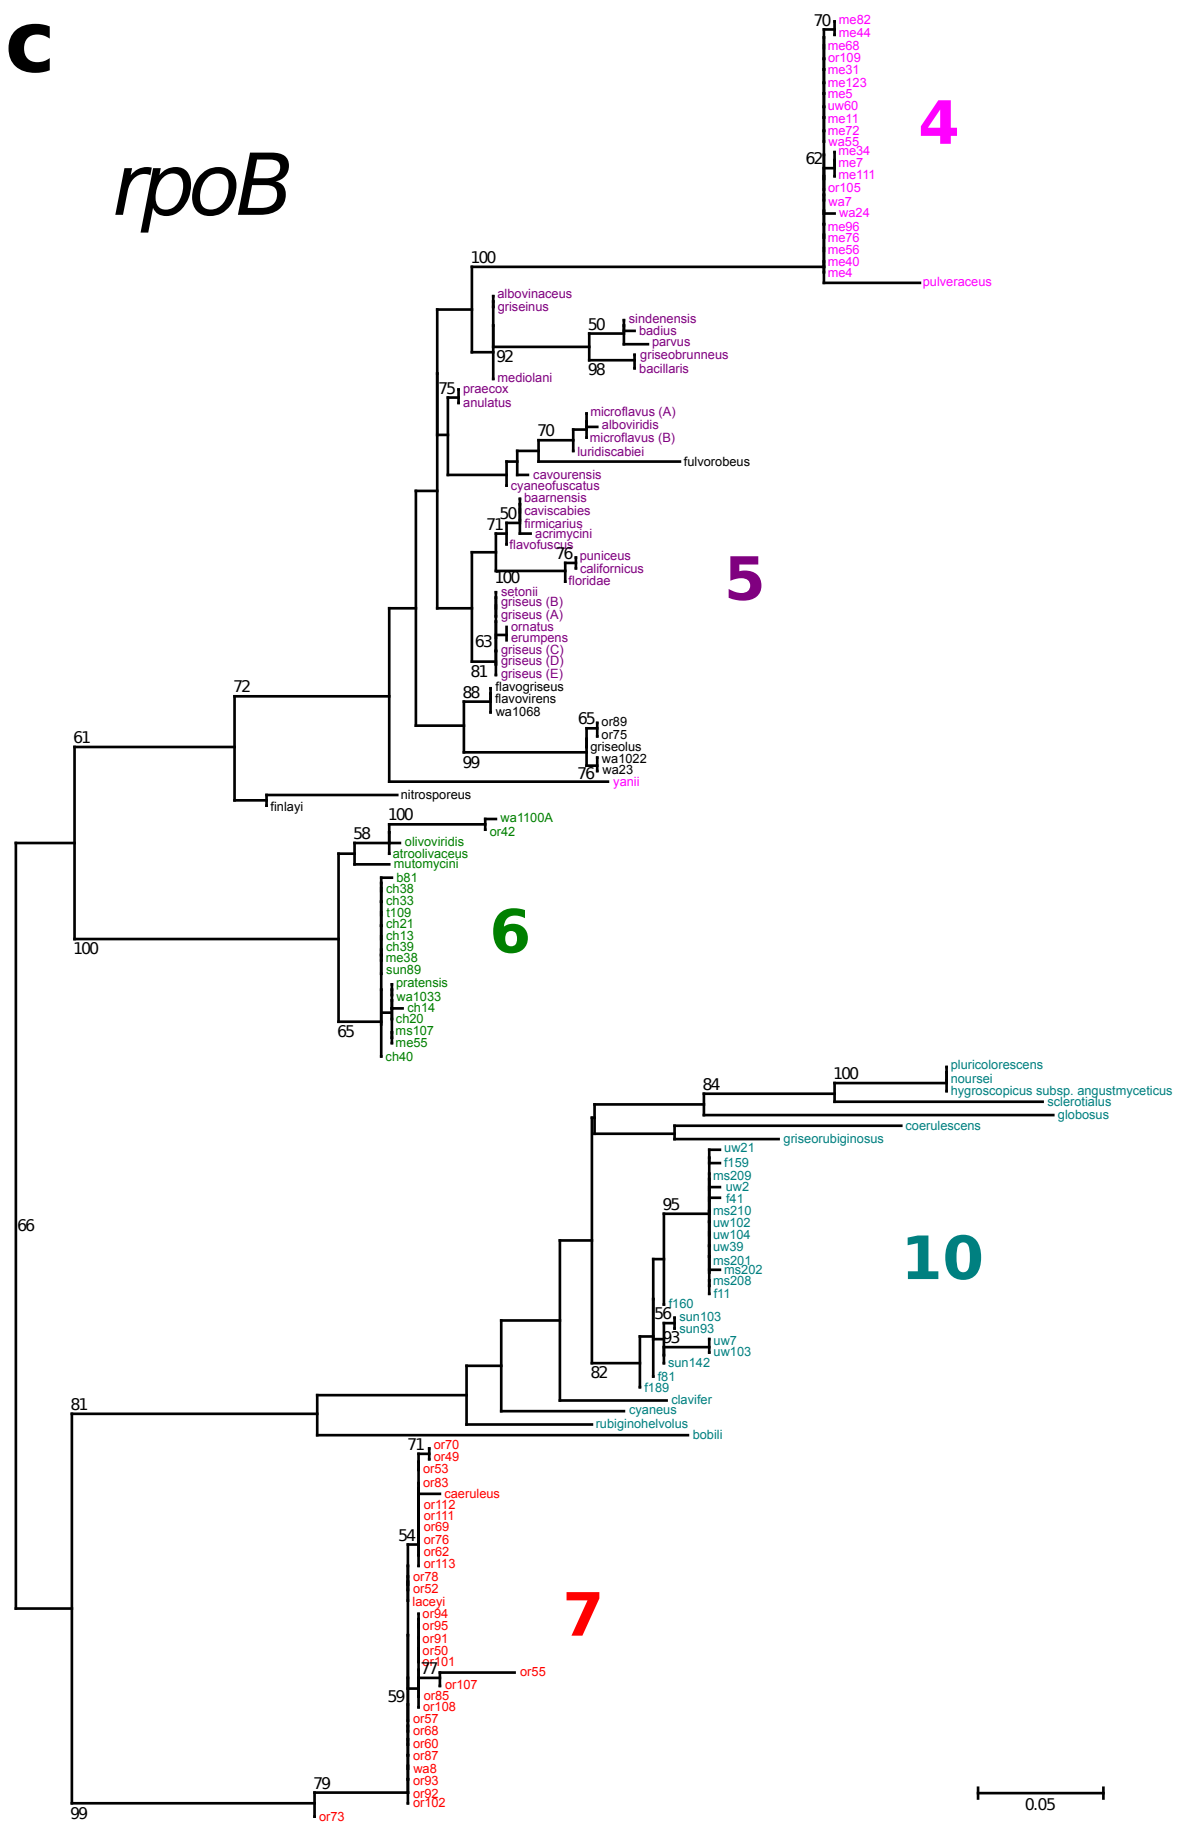 c
rpoB
70
me82
me44
me68
or109
me31
me123
me5
uw60
me11
me72
wa55
me34
62
me7
me111
or105
wa7
wa24
me96
me76
me56
me40
me4
pulveraceus
4
100
albovinaceus
griseinus
sindenensis
50
badius
parvus
92
griseobrunneus
98
bacillaris
mediolani
75
praecox
anulatus
microflavus (A)
alboviridis
70
microflavus (B)
luridiscabiei
fulvorobeus
cavourensis
cyaneofuscatus
baarnensis
50
caviscabies
71
firmicarius
acrimycini
flavofuscus
76
puniceus
californicus
100
floridae
5
setonii
griseus (B)
griseus (A)
ornatus
63
erumpens
griseus (C)
griseus (D)
81
griseus (E)
72
flavogriseus
88
flavovirens
wa1068
65
or89
or75
griseolus
99
wa1022
76
wa23
yanii
61
nitrosporeus
finlayi
100
wa1100A
or42
58
olivoviridis
atroolivaceus
mutomycini
b81
ch38
ch33
t109
ch21
ch13
ch39
me38
sun89
6
100
pratensis
wa1033
ch14
ch20
65
ms107
me55
ch40
pluricolorescens
100
noursei
84
hygroscopicus subsp. angustmyceticus
sclerotialus
globosus
coerulescens
griseorubiginosus
uw21
f159
ms209
uw2
95
f41
ms210
uw102
uw104
uw39
ms201
ms202
ms208
f11
10
66
f160
56
sun103
sun93
93
uw7
uw103
sun142
82
f81
f189
clavifer
81
cyaneus
rubiginohelvolus
bobili
71
or70
or49
or53
or83
caeruleus
or112
or111
or69
54
or76
or62
or113
or78
or52
laceyi
7
or94
or95
or91
or50
or101
77
or55
or107
59
or85
or108
or57
or68
or60
or87
wa8
79
or93
or92
or102
99
or73
0.05